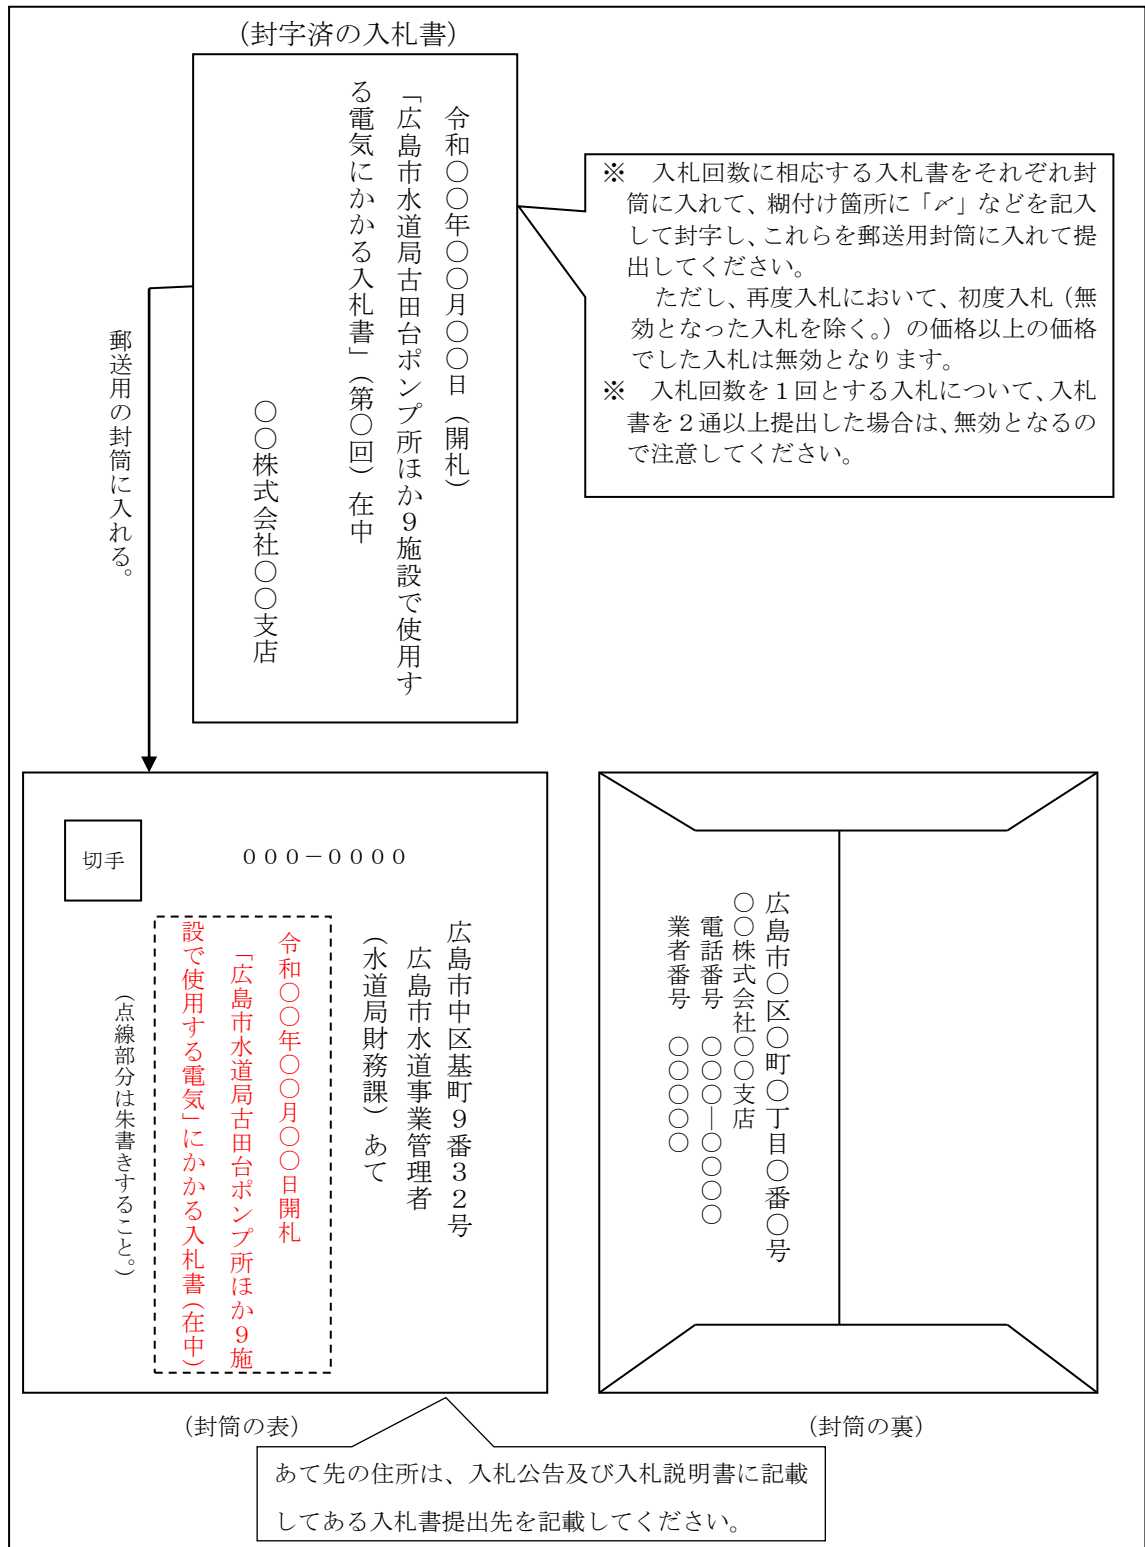 (封字済の入札書)
令和〇〇年〇〇月〇〇日（開札）
「広島市水道局古田台ポンプ所ほか９施設で使用す
る電気にかかる入札書」（第〇回）在中
〇〇株式会社〇〇支店
※　入札回数に相応する入札書をそれぞれ封
筒に入れて、糊付け箇所に「〆」などを記入
して封字し、これらを郵送用封筒に入れて提
出してください。
ただし、再度入札において、初度入札（無
効となった入札を除く。）の価格以上の価格
でした入札は無効となります。
※　入札回数を１回とする入札について、入札
書を２通以上提出した場合は、無効となるの
で注意してください。
郵送用の封筒に入れる。
切手
０００－００００
広島市中区基町９番３２号
広島市水道事業管理者
（水道局財務課）あて
令和〇〇年〇〇月〇〇日開札
「広島市水道局古田台ポンプ所ほか９施
設で使用する電気」にかかる入札書（在中）
（点線部分は朱書きすること。）
（封筒の表）
広島市〇区〇町〇丁目〇番〇号
〇〇株式会社〇〇支店
電話番号　〇〇〇―〇〇〇〇
業者番号　〇〇〇〇〇
（封筒の裏）
あて先の住所は、入札公告及び入札説明書に記載
してある入札書提出先を記載してください。